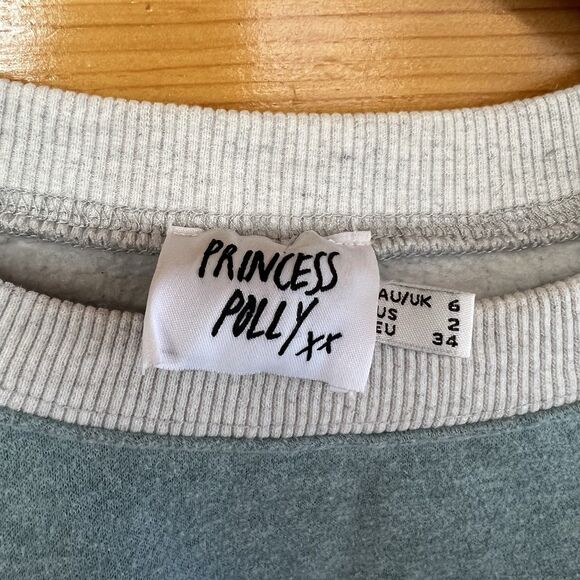 PRINCESS
POLLY xx
AU/UK 6
US 2
EU 34